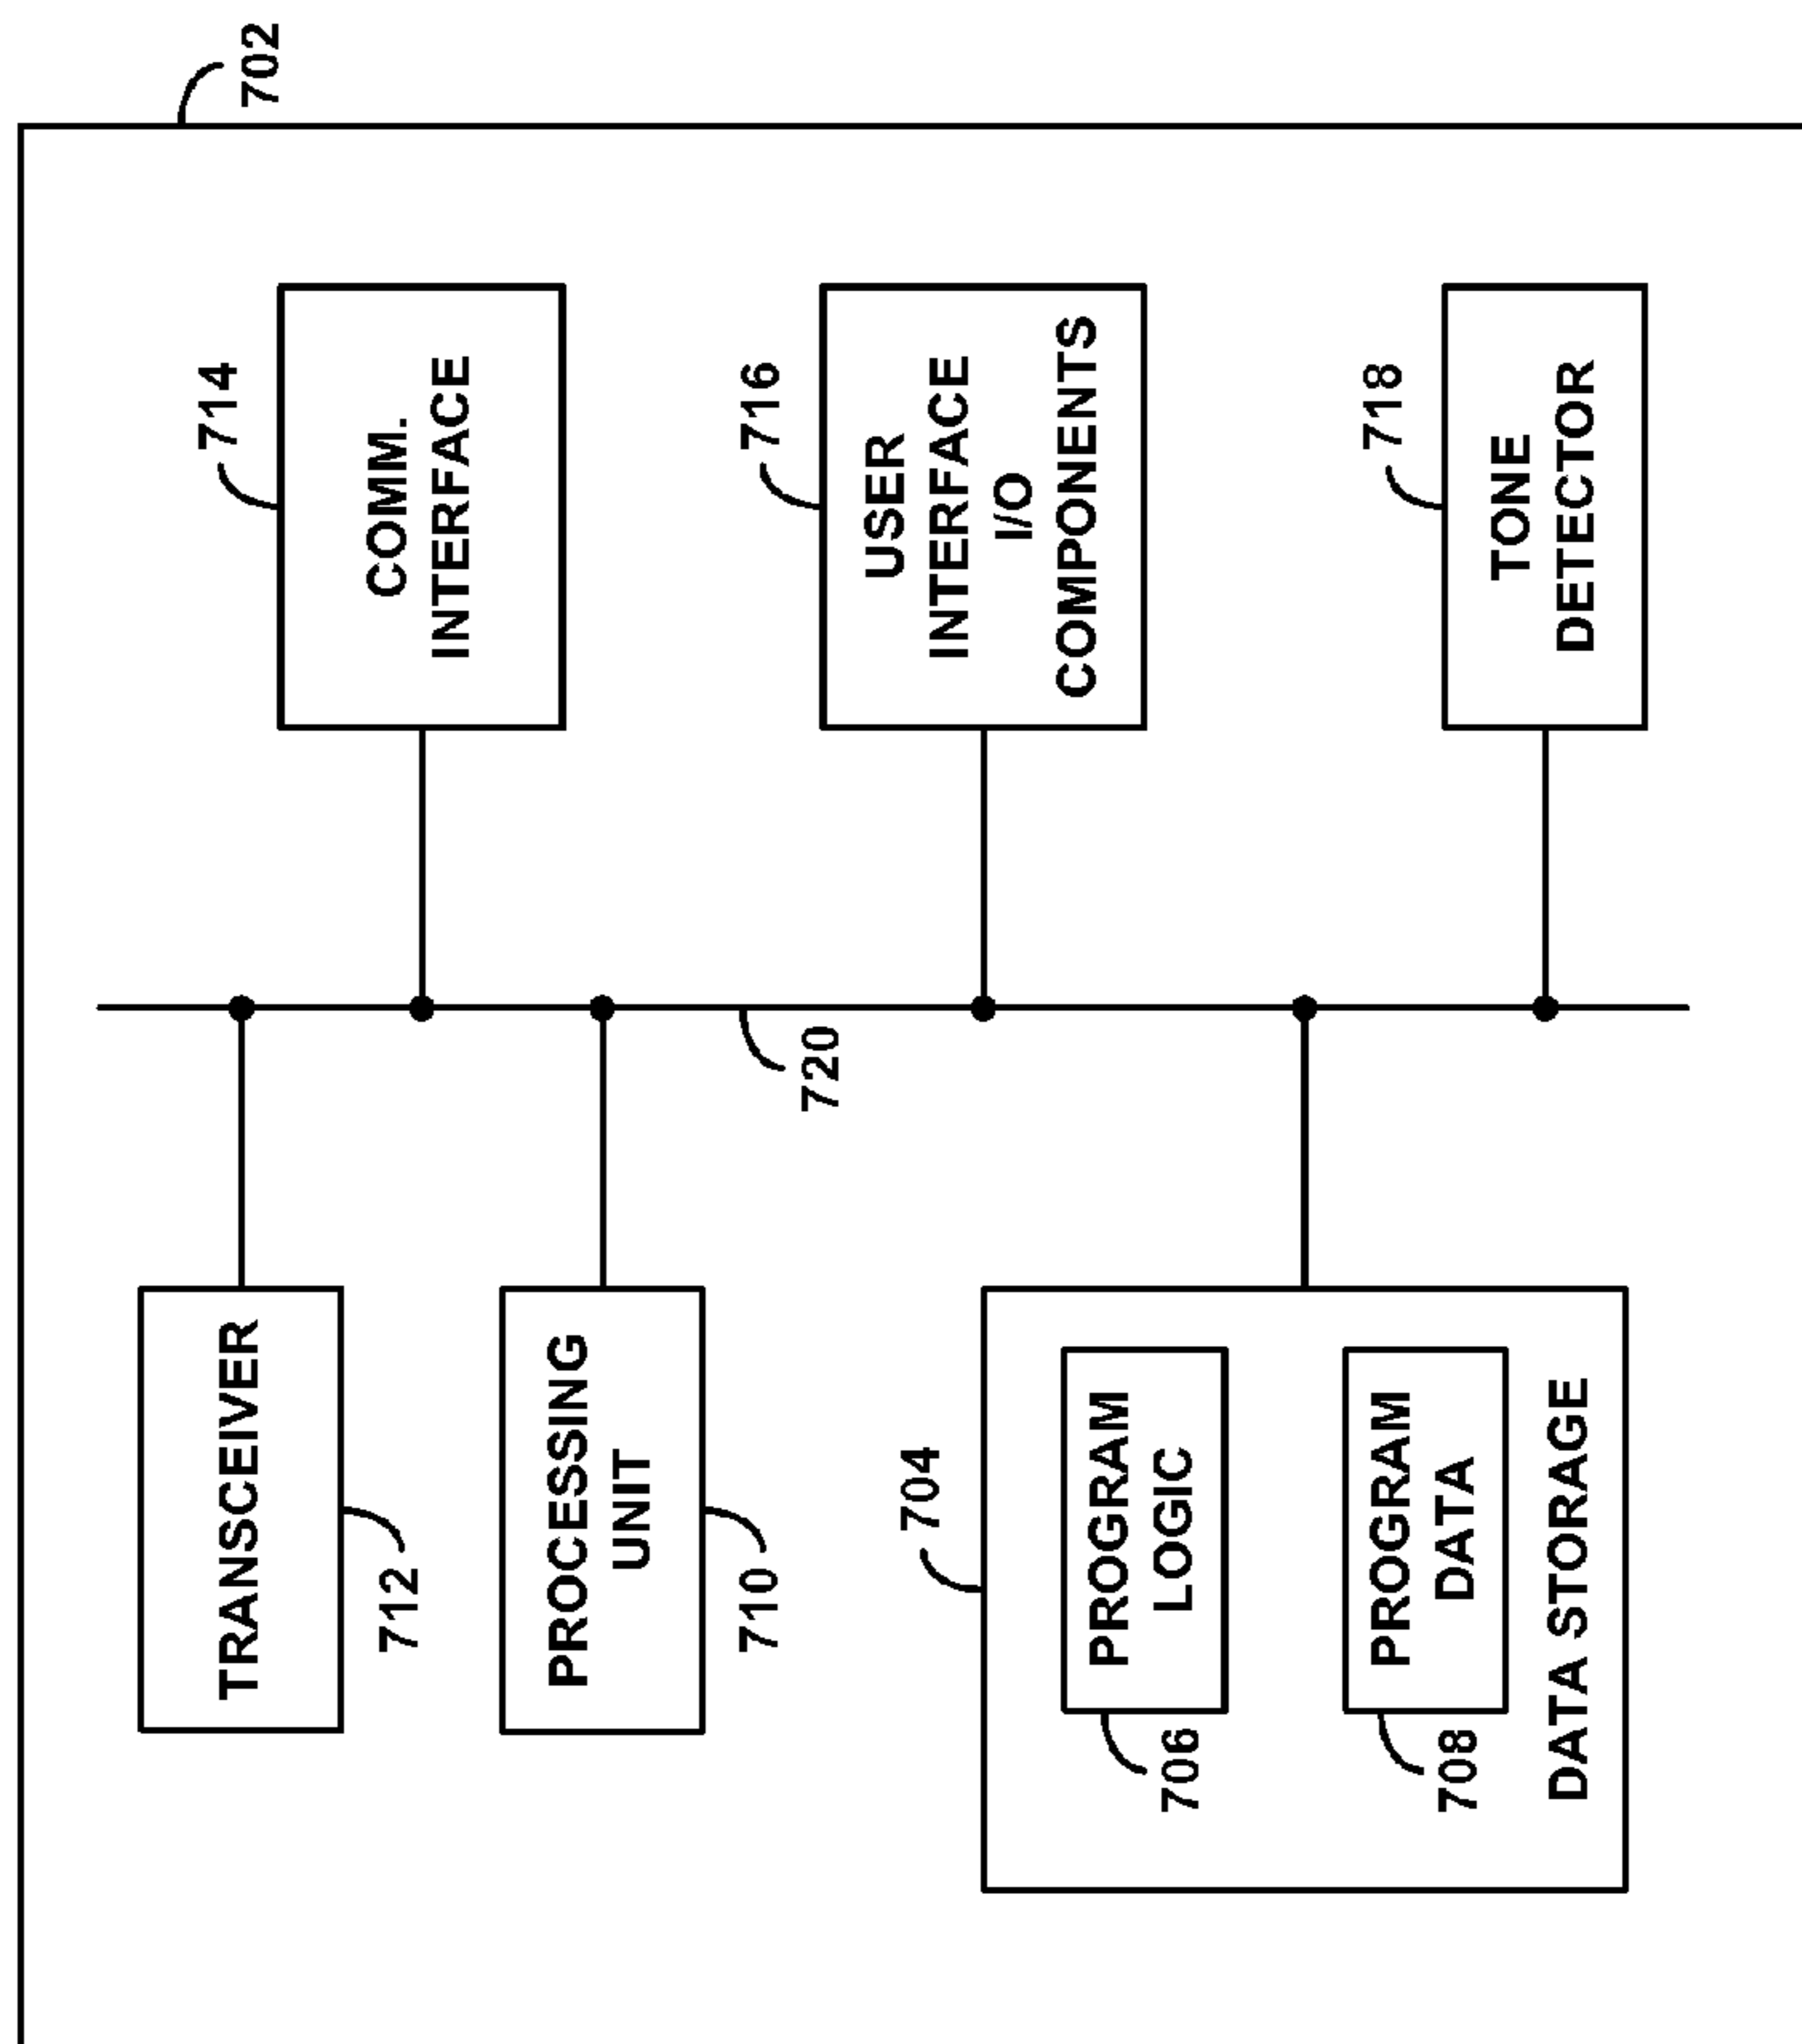 702
TRANSCEIVER
712
COMM.
INTERFACE
714
PROCESSING
UNIT
710
720
USER
INTERFACE
I/O
COMPONENTS
716
704
PROGRAM
LOGIC
706
PROGRAM
DATA
708
DATA STORAGE
TONE
DETECTOR
718